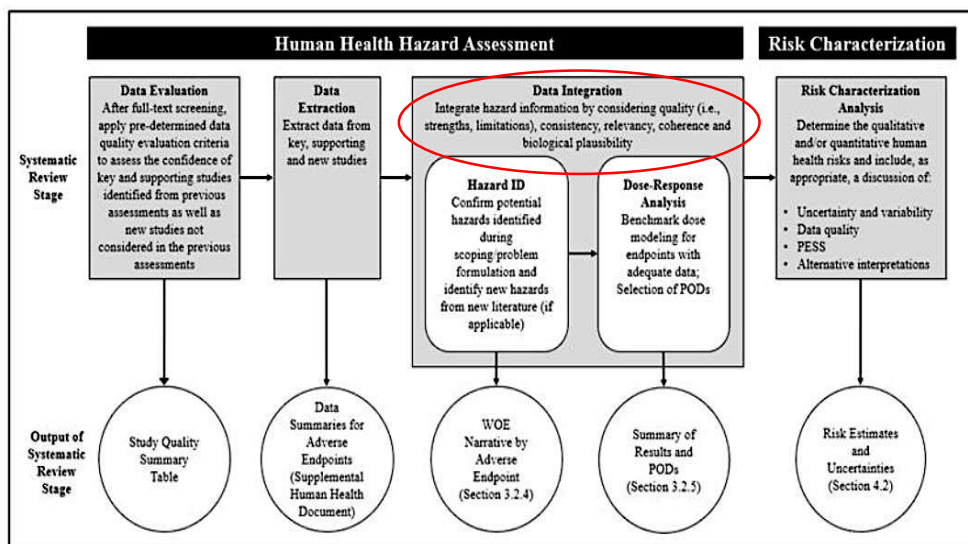 Human Health Hazard Assessment
Risk Characterization
Systematic
Review
Stage
Data Evaluation
After full-text screening,
apply pre-determined data
quality evaluation criteria
to assess the confidence of
key and supporting studies
identified from previous
assessments as well as
new studies not
considered in the previous
assessments
Data
Extraction
Extract data from
key, supporting
and new studies
Data Integration
Integrate hazard information by considering quality (i.e.,
strengths, limitations), consistency, relevancy, coherence and
biological plausibility
Hazard ID
Confirm potential
hazards identified
during
scoping/problem
formulation and
identify new hazards
from new literature (if
applicable)
Dose-Response
Analysis
Benchmark dose
modeling for
endpoints with
adequate data;
Selection of PODs
Risk Characterization
Analysis
Determine the qualitative
and/or quantitative human
health risks and include, as
appropriate, a discussion of:
• Uncertainty and variability
• Data quality
• PESS
• Alternative interpretations
Output of
Systematic
Review
Stage
Study Quality
Summary
Table
Data
Summaries for
Adverse
Endpoints
(Supplemental
Human Health
Document)
WOE
Narrative by
Adverse
Endpoint
(Section 3.2.4)
Summary of
Results and
PODs
(Section 3.2.5)
Risk Estimates
and
Uncertainties
(Section 4.2)